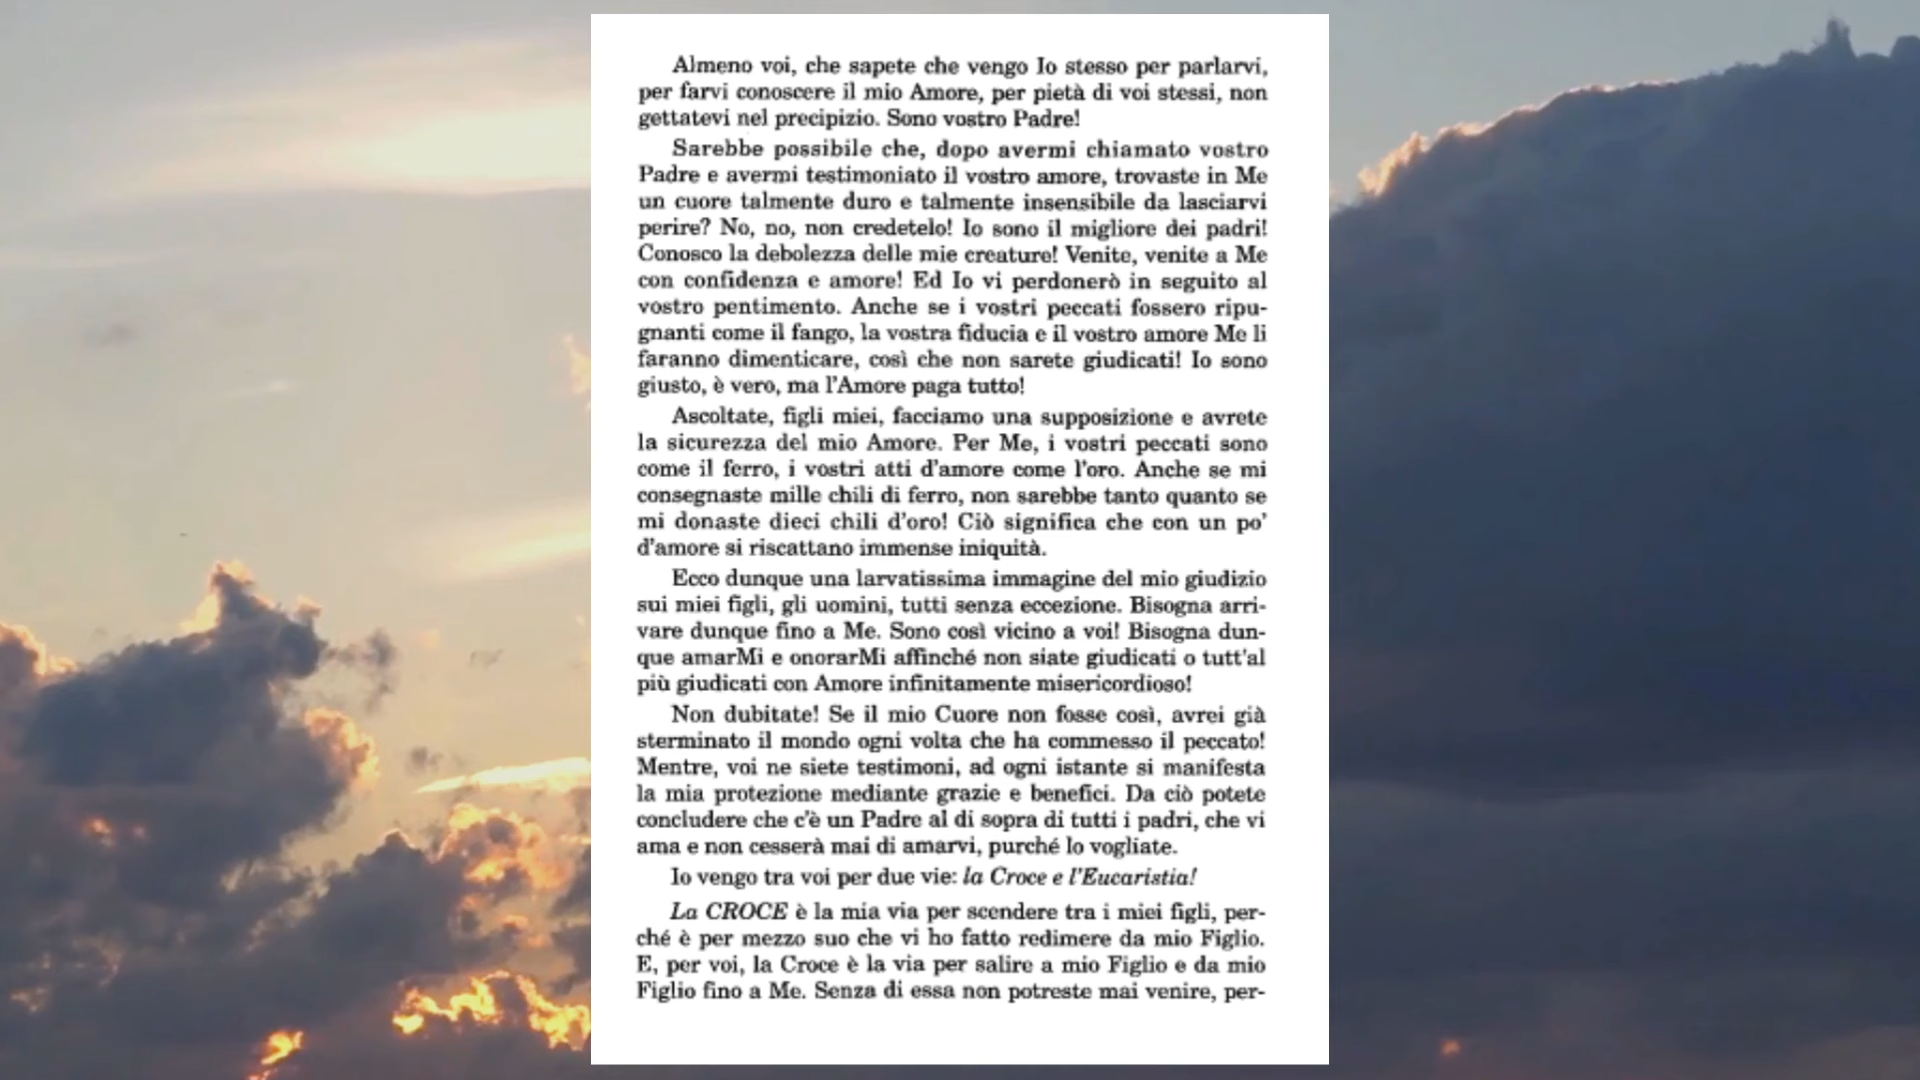 Almeno voi, che sapete che vengo Io stesso per parlarvi,
per farvi conoscere il mio Amore, per pietà di voi stessi, non
gettatevi nel precipizio. Sono vostro Padre!
Sarebbe possibile che, dopo avermi chiamato vostro
Padre e avermi testimoniato il vostro amore, trovaste in Me
un cuore talmente duro e talmente insensibile da lasciarvi
perire? No, no, non credetelo! Io sono il migliore dei padri!
Conosco la debolezza delle mie creature! Venite, venite a Me
con confidenza e amore! Ed Io vi perdonerò in seguito al
vostro pentimento. Anche se i vostri peccati fossero ripu-
gnanti come il fango, la vostra fiducia e il vostro amore Me li
faranno dimenticare, così che non sarete giudicati! Io sono
giusto, è vero, ma l'Amore paga tutto!
Ascoltate, figli miei, facciamo una supposizione e avrete
la sicurezza del mio Amore. Per Me, i vostri peccati sono
come il ferro, i vostri atti d'amore come l'oro. Anche se mi
consegnaste mille chili di ferro, non sarebbe tanto quanto se
mi donaste dieci chili d'oro! Ciò significa che con un po'
d'amore si riscattano immense iniquità.
Ecco dunque una larvatissima immagine del mio giudizio
sui miei figli, gli uomini, tutti senza eccezione. Bisogna arri-
vare dunque fino a Me. Sono così vicino a voi! Bisogna dun-
que amarMi e onorarMi affinché non siate giudicati o tutt'al
più giudicati con Amore infinitamente misericordioso!
Non dubitate! Se il mio Cuore non fosse così, avrei già
sterminato il mondo ogni volta che ha commesso il peccato!
Mentre, voi ne siete testimoni, ad ogni istante si manifesta
la mia protezione mediante grazie e benefici. Da ciò potete
concludere che c'è un Padre al di sopra di tutti i padri, che vi
ama e non cesserà mai di amarvi, purché lo vogliate.
Io vengo tra voi per due vie: la Croce e l'Eucaristia!
La CROCE è la mia via per scendere tra i miei figli, per-
ché è per mezzo suo che vi ho fatto redimere da mio Figlio.
E, per voi, la Croce è la via per salire a mio Figlio e da mio
Figlio fino a Me. Senza di essa non potreste mai venire, per-